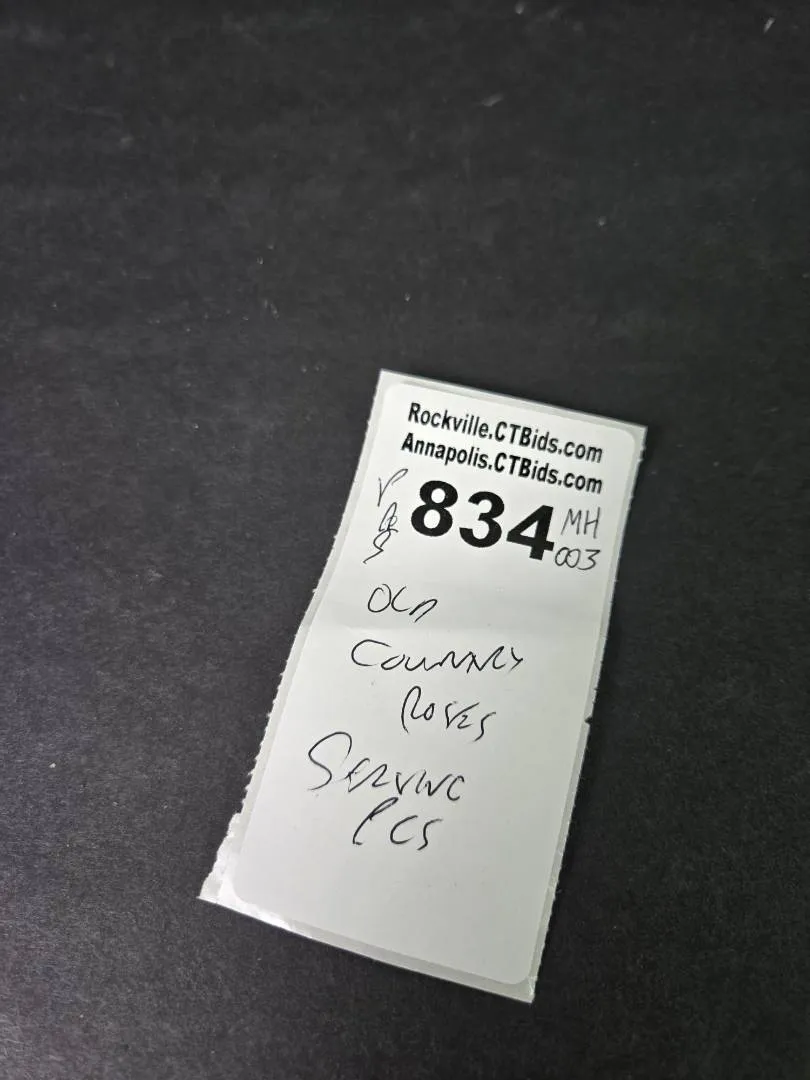 Rockville.CTBids.com
Annapolis.CTBids.com
834 MH
003
OLD
COUNTRY
ROSES
SERVING
PCS